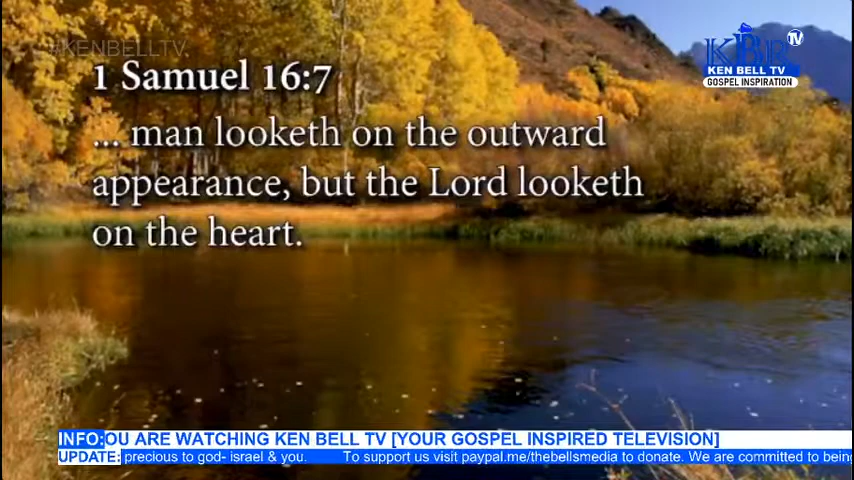 #KENBELLTV
KBR TV
KEN BELL TV
GOSPEL INSPIRATION
1 Samuel 16:7
... man looketh on the outward
appearance, but the Lord looketh
on the heart.
INFO: OU ARE WATCHING KEN BELL TV [YOUR GOSPEL INSPIRED TELEVISION]
UPDATE: precious to god- israel & you. To support us visit paypal.me/thebellsmedia to donate. We are committed to being